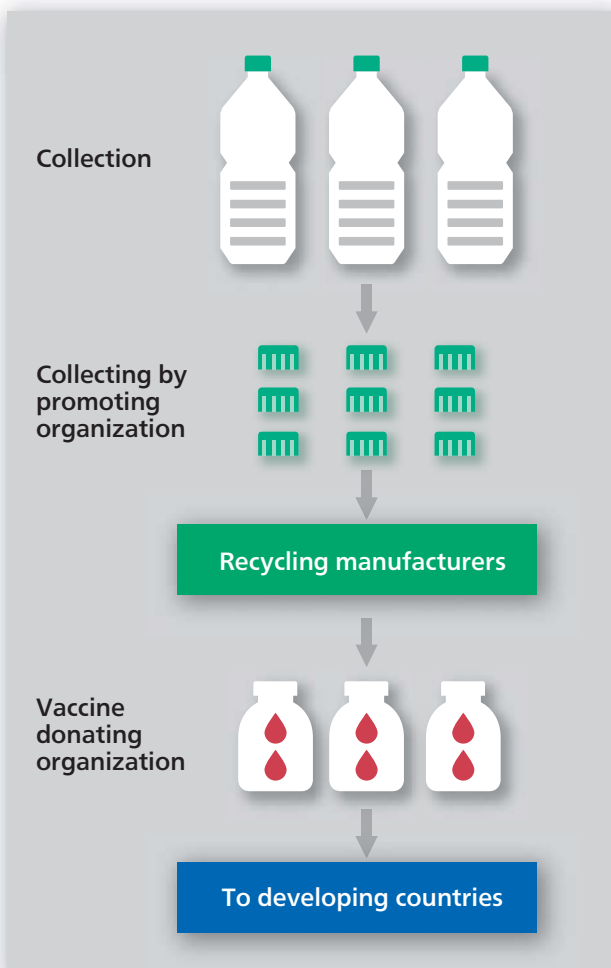 Collection
Collecting by
promoting
organization
Recycling manufacturers
Vaccine
donating
organization
To developing countries